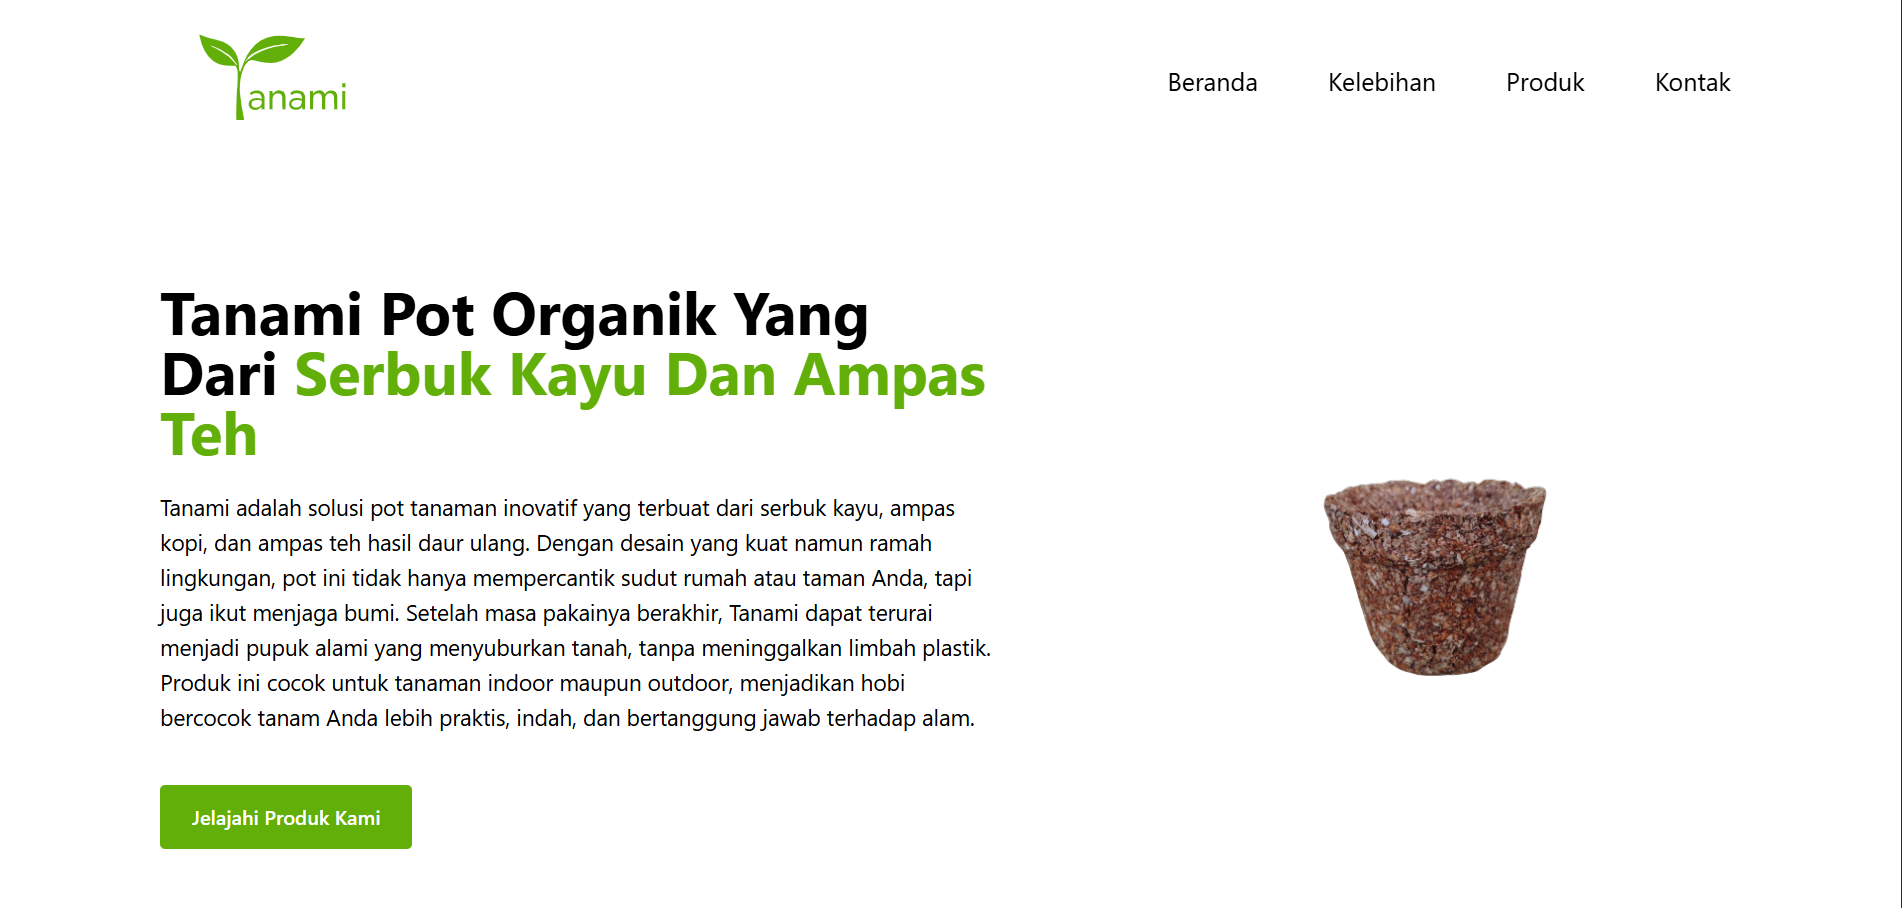 Tanami
Beranda
Kelebihan
Produk
Kontak
Tanami Pot Organik Yang
Dari Serbuk Kayu Dan Ampas
Teh
Tanami adalah solusi pot tanaman inovatif yang terbuat dari serbuk kayu, ampas
kopi, dan ampas teh hasil daur ulang. Dengan desain yang kuat namun ramah
lingkungan, pot ini tidak hanya mempercantik sudut rumah atau taman Anda, tapi
juga ikut menjaga bumi. Setelah masa pakainya berakhir, Tanami dapat terurai
menjadi pupuk alami yang menyuburkan tanah, tanpa meninggalkan limbah plastik.
Produk ini cocok untuk tanaman indoor maupun outdoor, menjadikan hobi
bercocok tanam Anda lebih praktis, indah, dan bertanggung jawab terhadap alam.
Jelajahi Produk Kami